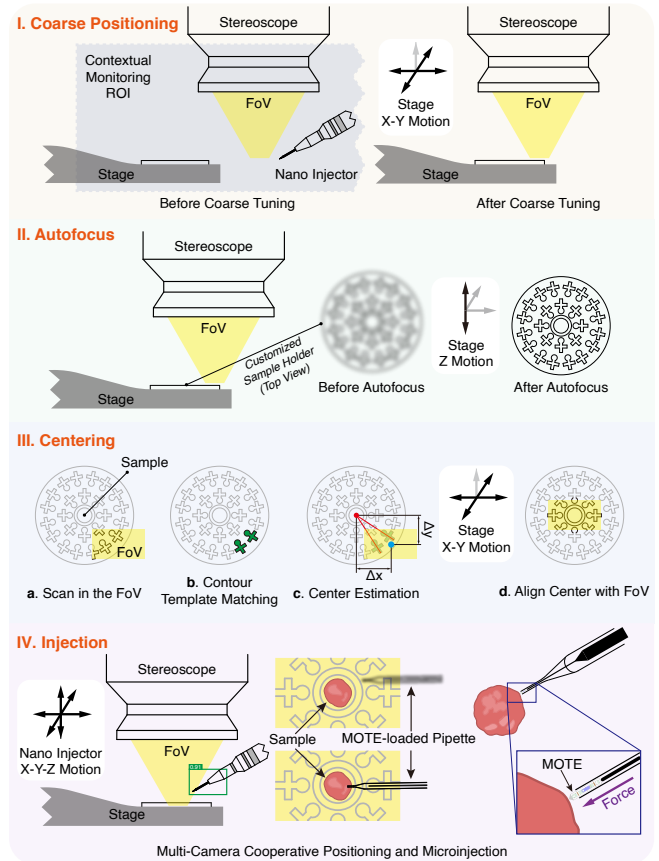 I. Coarse Positioning
Stereoscope
Stereoscope
Contextual
Monitoring
ROI
FoV
FoV
Stage
X-Y Motion
Stage
Nano Injector
Stage
Before Coarse Tuning
After Coarse Tuning
II. Autofocus
Stereoscope
FoV
Customized
Sample Holder
(Top View)
Stage
Before Autofocus
Stage
Z Motion
After Autofocus
III. Centering
Sample
FoV
Δy
Δx
Stage
X-Y Motion
a. Scan in the FoV
b. Contour
Template Matching
c. Center Estimation
d. Align Center with FoV
IV. Injection
Stereoscope
Nano Injector
X-Y-Z Motion
FoV
Stage
Sample
MOTE-loaded Pipette
MOTE
Force
Multi-Camera Cooperative Positioning and Microinjection